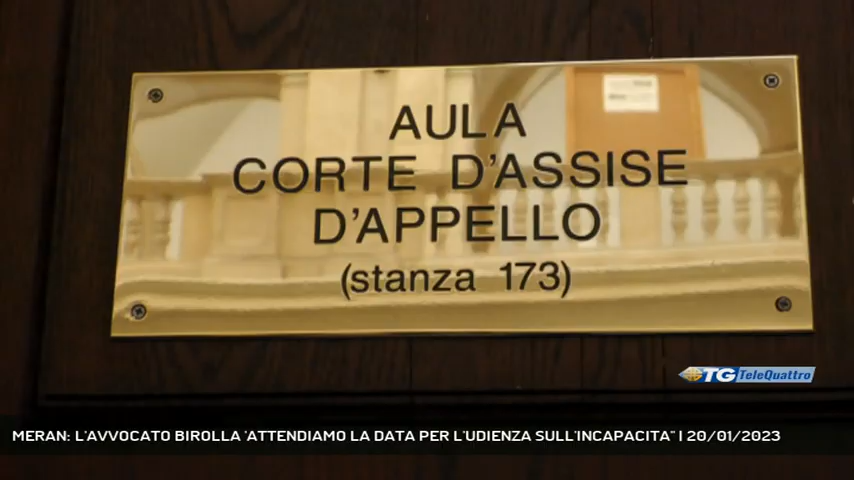 AULA
CORTE D'ASSISE
D'APPELLO
(stanza 173)
TG TeleQuattro
MERAN: L'AVVOCATO BIROLLA 'ATTENDIAMO LA DATA PER L'UDIENZA SULL'INCAPACITA'' | 20/01/2023